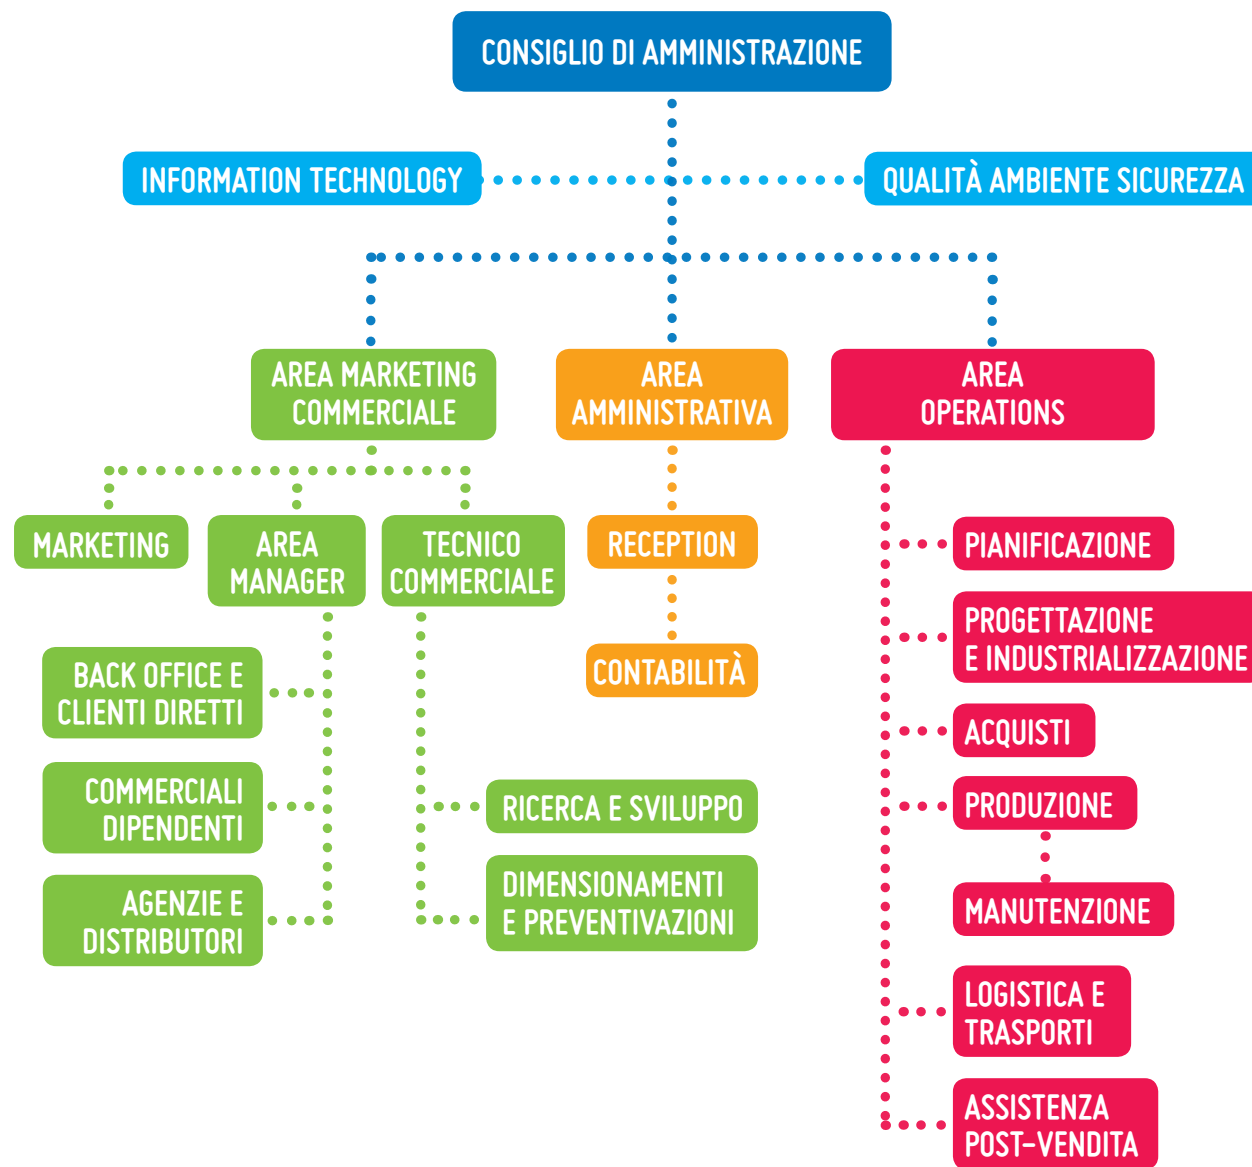 CONSIGLIO DI AMMINISTRAZIONE
INFORMATION TECHNOLOGY
QUALITÀ AMBIENTE SICUREZZA
AREA MARKETING
COMMERCIALE
AREA
AMMINISTRATIVA
AREA
OPERATIONS
MARKETING
AREA
MANAGER
TECNICO
COMMERCIALE
BACK OFFICE E
CLIENTI DIRETTI
COMMERCIALI
DIPENDENTI
AGENZIE E
DISTRIBUTORI
RICERCA E SVILUPPO
DIMENSIONAMENTI
E PREVENTIVAZIONI
RECEPTION
CONTABILITÀ
PIANIFICAZIONE
PROGETTAZIONE
E INDUSTRIALIZZAZIONE
ACQUISTI
PRODUZIONE
MANUTENZIONE
LOGISTICA E
TRASPORTI
ASSISTENZA
POST-VENDITA